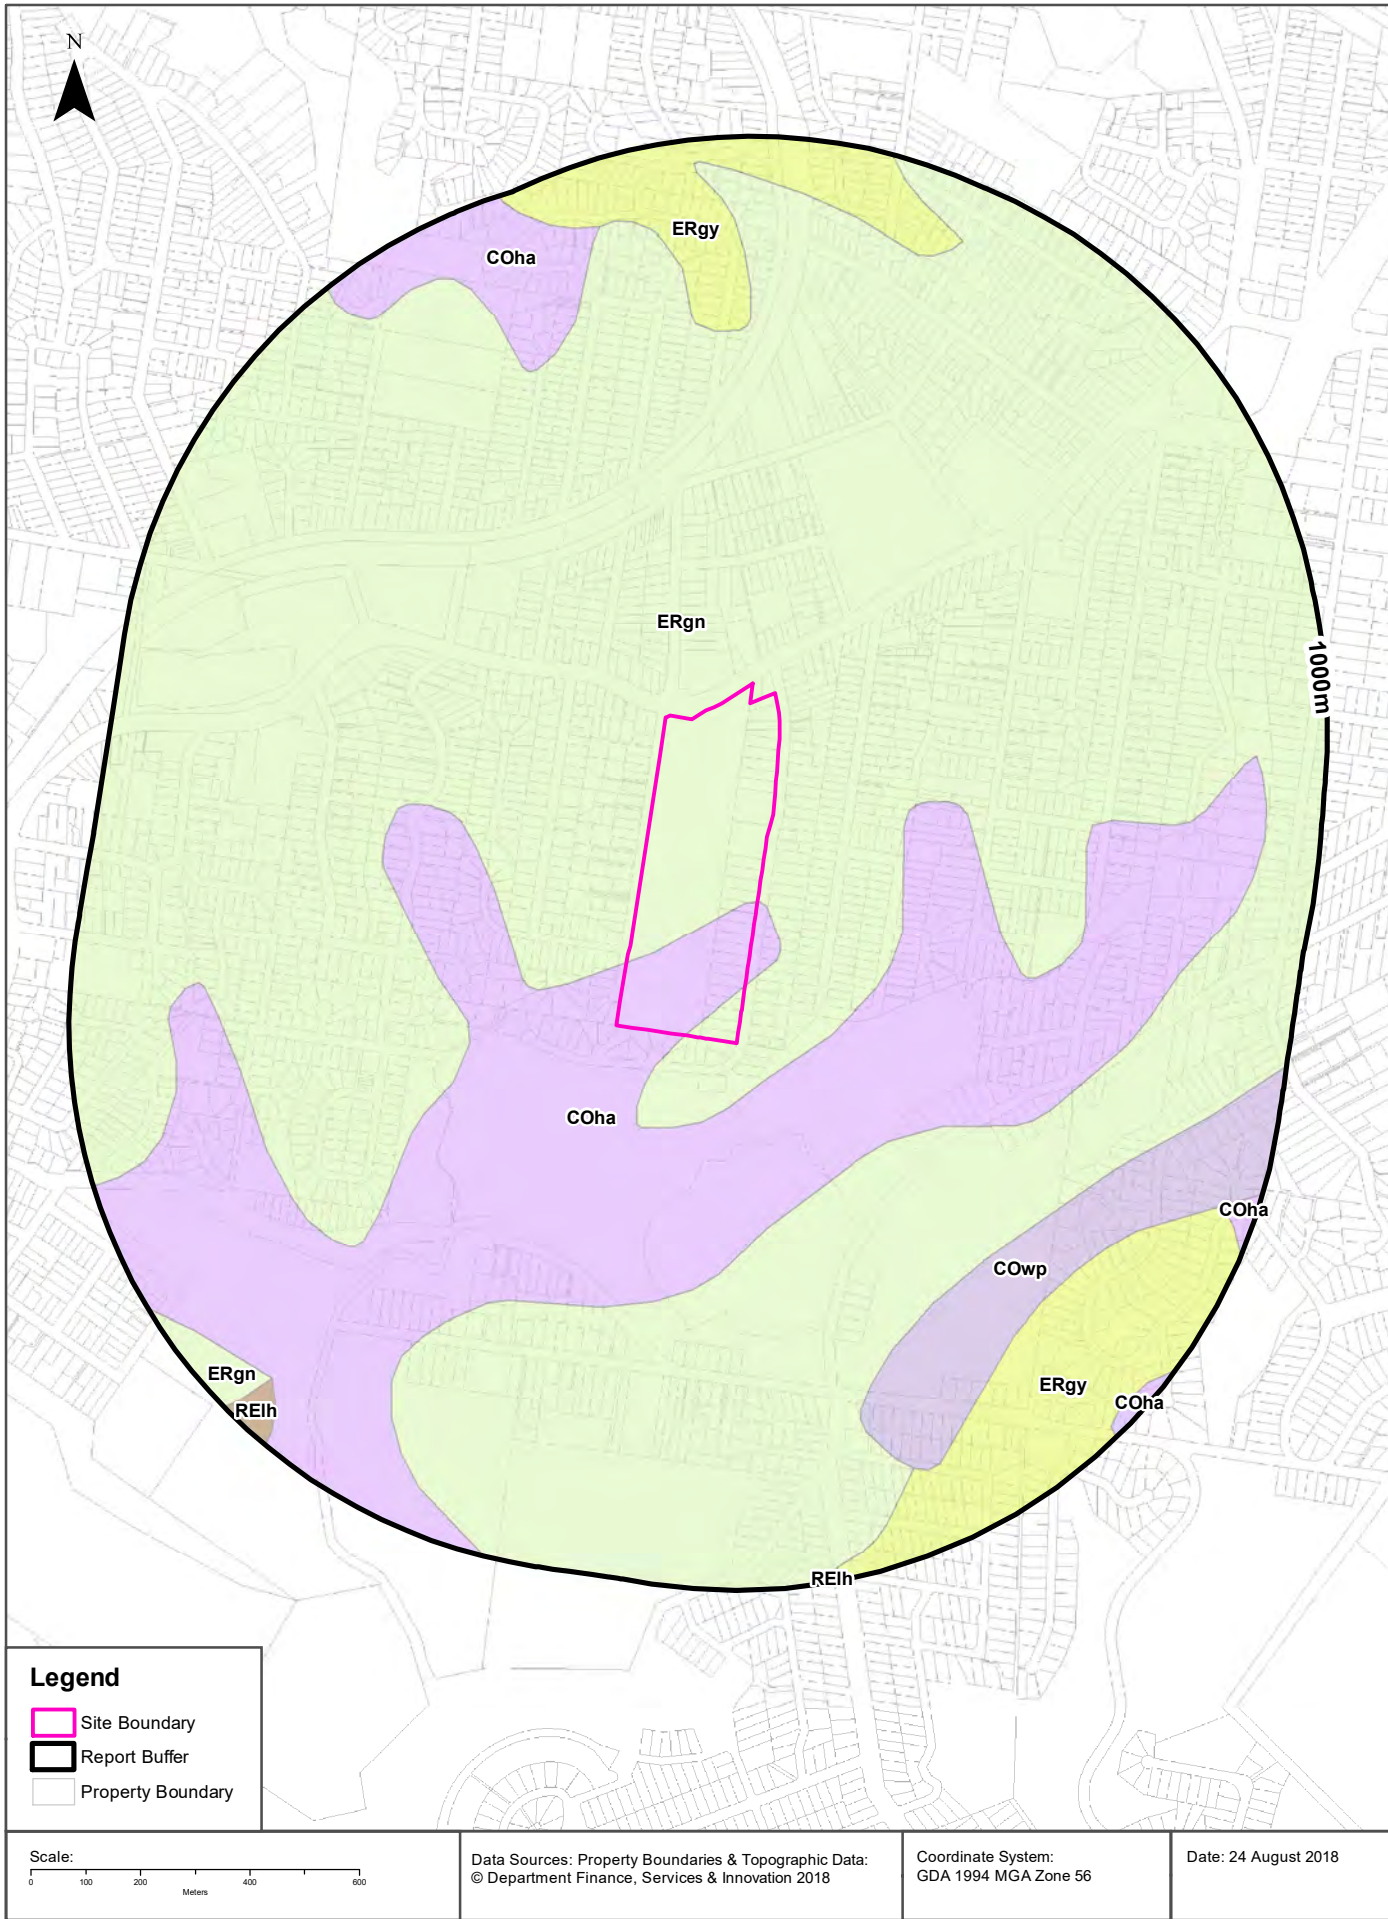 N
ERgy
COha
ERgn
1000m
COha
COha
COwp
ERgn
ERgy
COha
RElh
RElh
Legend
Site Boundary
Report Buffer
Property Boundary
Scale:
0 100 200 400 600
Meters
Data Sources: Property Boundaries & Topographic Data:
© Department Finance, Services & Innovation 2018
Coordinate System:
GDA 1994 MGA Zone 56
Date: 24 August 2018